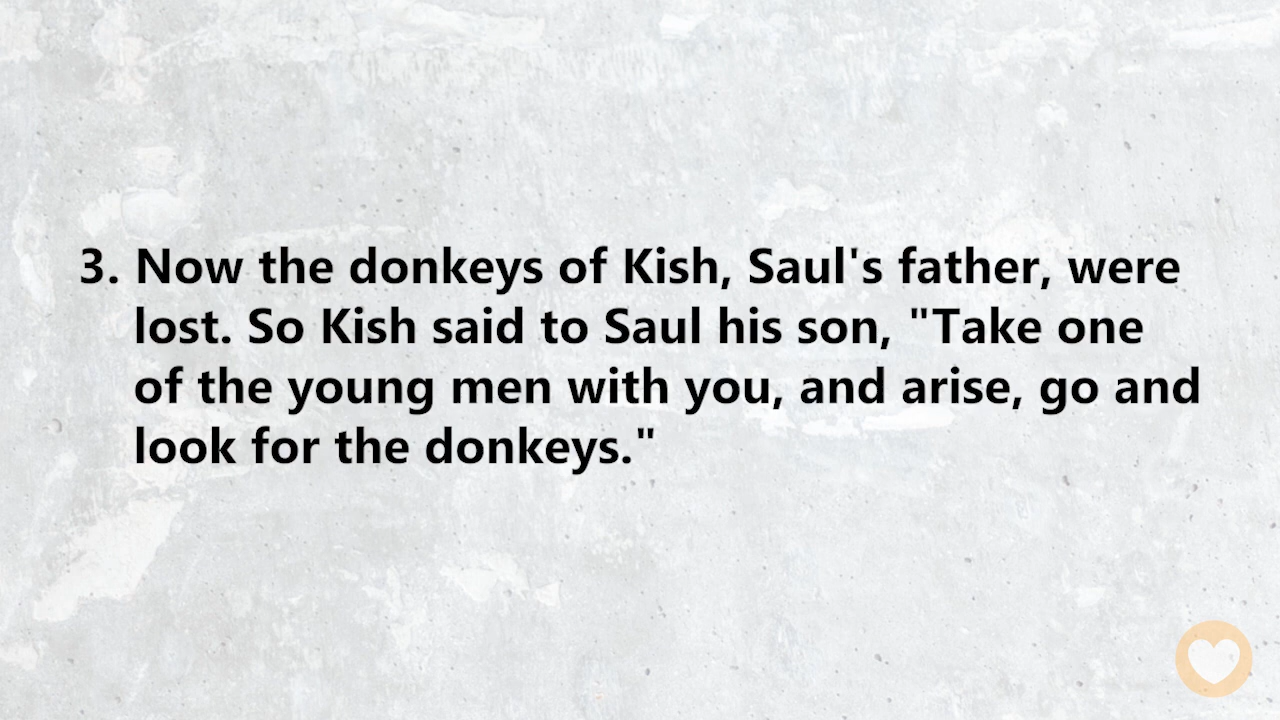 3. Now the donkeys of Kish, Saul's father, were
lost. So Kish said to Saul his son, "Take one
of the young men with you, and arise, go and
look for the donkeys."